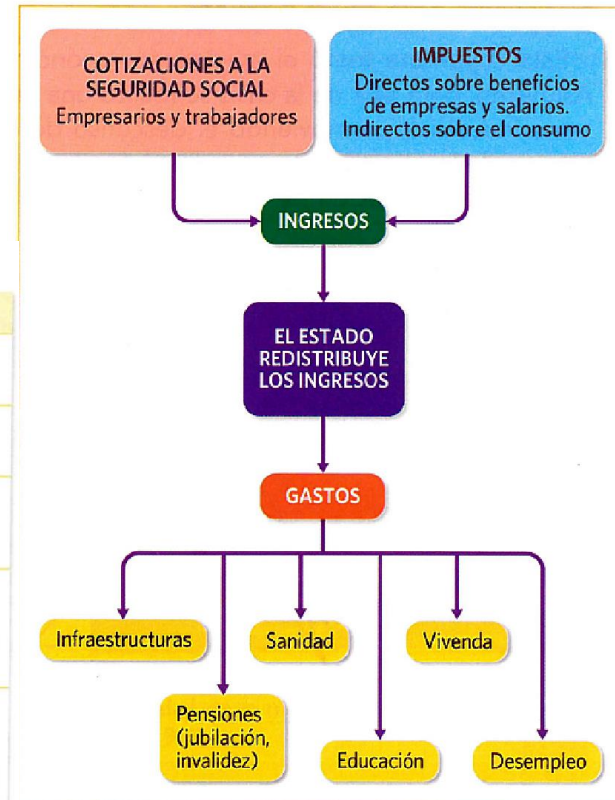 COTIZACIONES A LA
SEGURIDAD SOCIAL
Empresarios y trabajadores
IMPUESTOS
Directos sobre beneficios
de empresas y salarios.
Indirectos sobre el consumo
INGRESOS
EL ESTADO
REDISTRIBUYE
LOS INGRESOS
GASTOS
Infraestructuras
Sanidad
Vivenda
Pensiones
(jubilación,
invalidez)
Educación
Desempleo